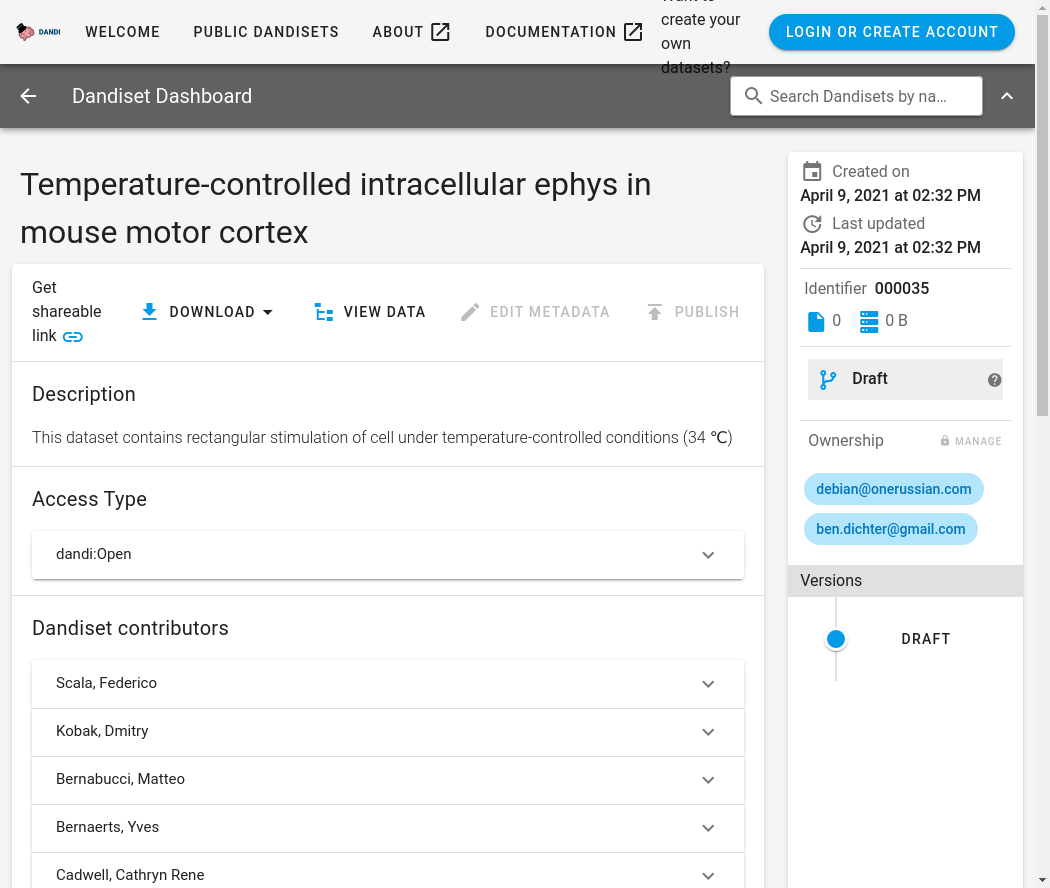 DANDI
WELCOME
PUBLIC DANDISETS
ABOUT
DOCUMENTATION
create your
own
datasets?
LOGIN OR CREATE ACCOUNT
Dandiset Dashboard
Search Dandisets by na…
Temperature-controlled intracellular ephys in
mouse motor cortex
Get
shareable
link
DOWNLOAD
VIEW DATA
EDIT METADATA
PUBLISH
Description
This dataset contains rectangular stimulation of cell under temperature-controlled conditions (34 ℃)
Access Type
dandi:Open
Dandiset contributors
Scala, Federico
Kobak, Dmitry
Bernabucci, Matteo
Bernaerts, Yves
Cadwell, Cathryn Rene
Created on
April 9, 2021 at 02:32 PM
Last updated
April 9, 2021 at 02:32 PM
Identifier 000035
0
0 B
Draft
Ownership
MANAGE
debian@onerussian.com
ben.dichter@gmail.com
Versions
DRAFT